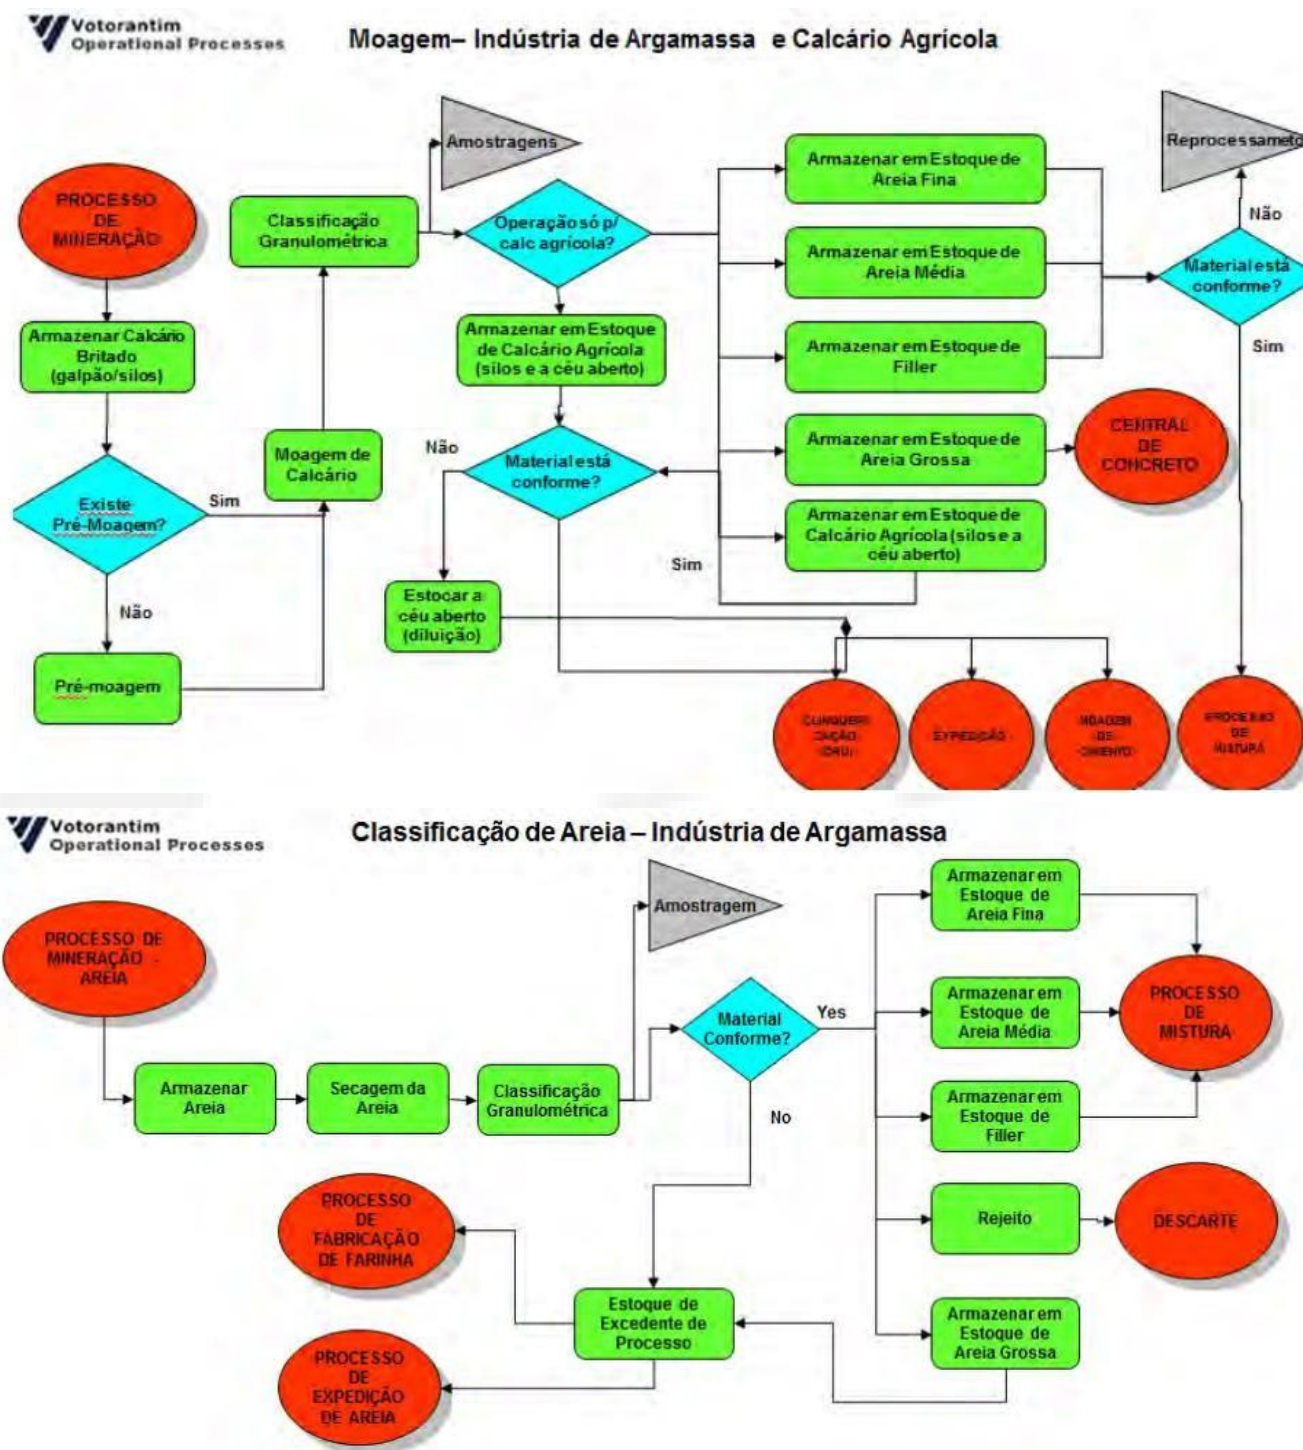 Votorantim
Operational Processes
Moagem– Indústria de Argamassa e Calcário Agrícola
Amostragens
Reprocessameto
PROCESSO
DE
MINERAÇÃO
Classificação
Granulométrica
Operação só p/
calc agrícola?
Armazenar em Estoque de
Areia Fina
Não
Armazenar em Estoque de
Areia Média
Material está
conforme?
Sim
Armazenar Calcário
Britado
(galpão/silos)
Armazenar em Estoque
de Calcário Agrícola
(silos e a céu aberto)
Armazenar em Estoque de
Filler
Moagem de
Calcário
Não
Material está
conforme?
Armazenar em Estoque de
Areia Grossa
CENTRAL
DE
CONCRETO
Existe
Pré-Moagem?
Sim
Armazenar em Estoque de
Calcário Agrícola (silos e a
céu aberto)
Sim
Não
Estocar a
céu aberto
(diluição)
Pré-moagem
EXPEDIÇÃO
MOAGEM
DE
CIMENTO
PROCESSO
DE
MISTURA
Votorantim
Operational Processes
Classificação de Areia – Indústria de Argamassa
Amostragem
Armazenar em
Estoque de
Areia Fina
PROCESSO DE
MINERAÇÃO -
AREIA
Material
Conforme?
Yes
Armazenar em
Estoque de
Areia Média
PROCESSO
DE
MISTURA
Armazenar
Areia
Secagem da
Areia
Classificação
Granulométrica
No
Armazenar em
Estoque de
Filler
PROCESSO
DE
FABRICAÇÃO
DE FARINHA
Rejeito
DESCARTE
Estoque de
Excedente de
Processo
Armazenar em
Estoque de
Areia Grossa
PROCESSO
DE
EXPEDIÇÃO
DE AREIA